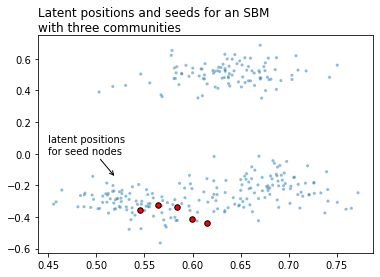 Latent positions and seeds for an SBM
with three communities
0.6
0.4
0.2
0.0
−0.2
−0.4
−0.6
latent positions
for seed nodes
0.45 0.50 0.55 0.60 0.65 0.70 0.75